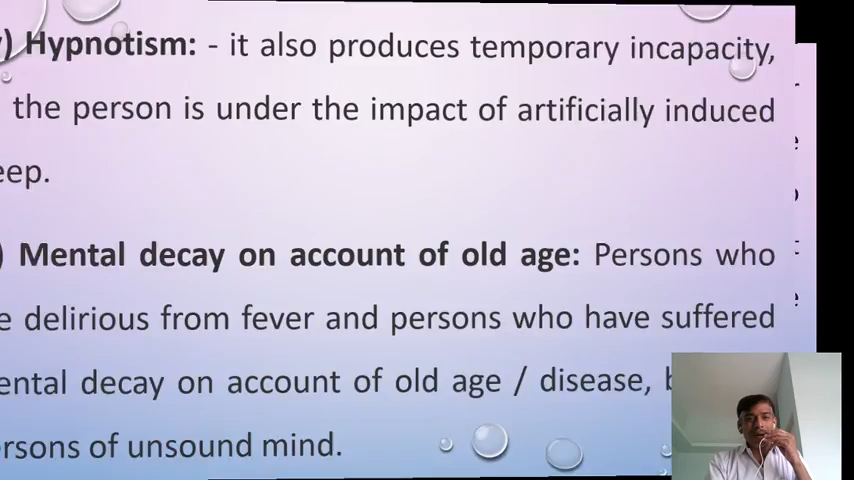 ) Hypnotism: - it also produces temporary incapacity,
the person is under the impact of artificially induced
eep.
) Mental decay on account of old age: Persons who
e delirious from fever and persons who have suffered
ental decay on account of old age / disease, b
rsons of unsound mind.